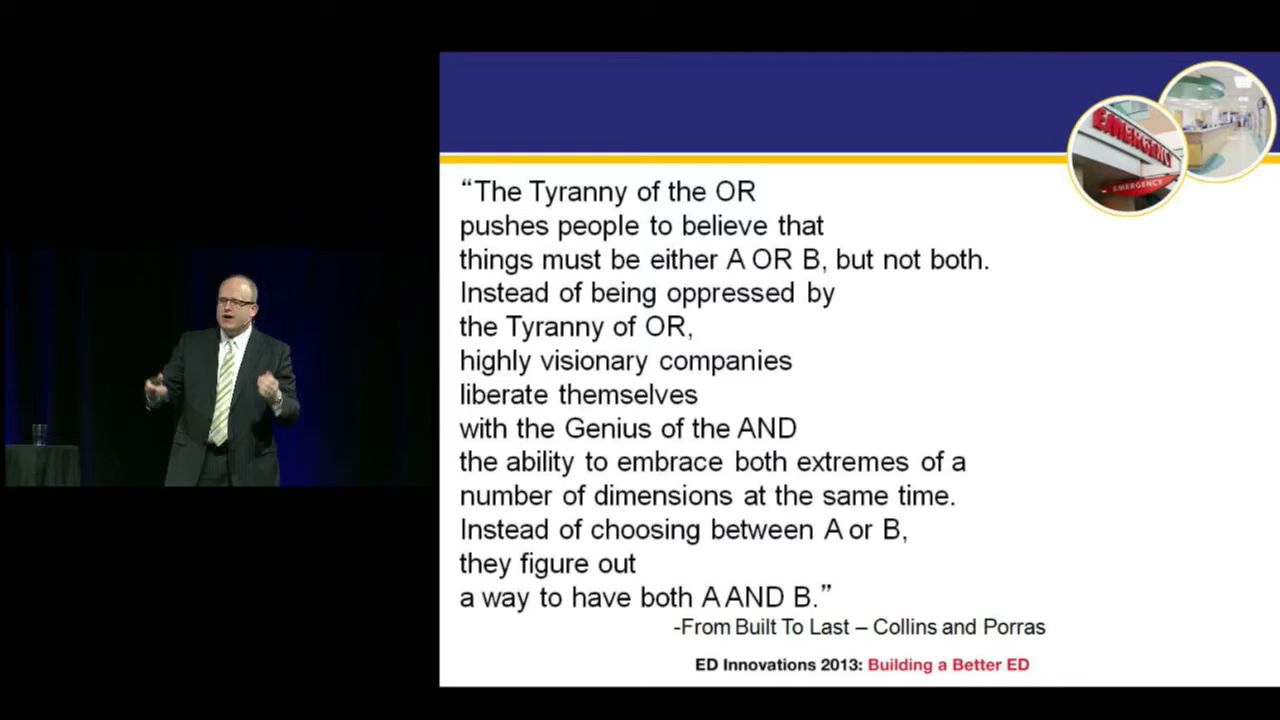 EMERGENCY
EMERGENCY
“The Tyranny of the OR
pushes people to believe that
things must be either A OR B, but not both.
Instead of being oppressed by
the Tyranny of OR,
highly visionary companies
liberate themselves
with the Genius of the AND
the ability to embrace both extremes of a
number of dimensions at the same time.
Instead of choosing between A or B,
they figure out
a way to have both A AND B.”
-From Built To Last – Collins and Porras
ED Innovations 2013: Building a Better ED